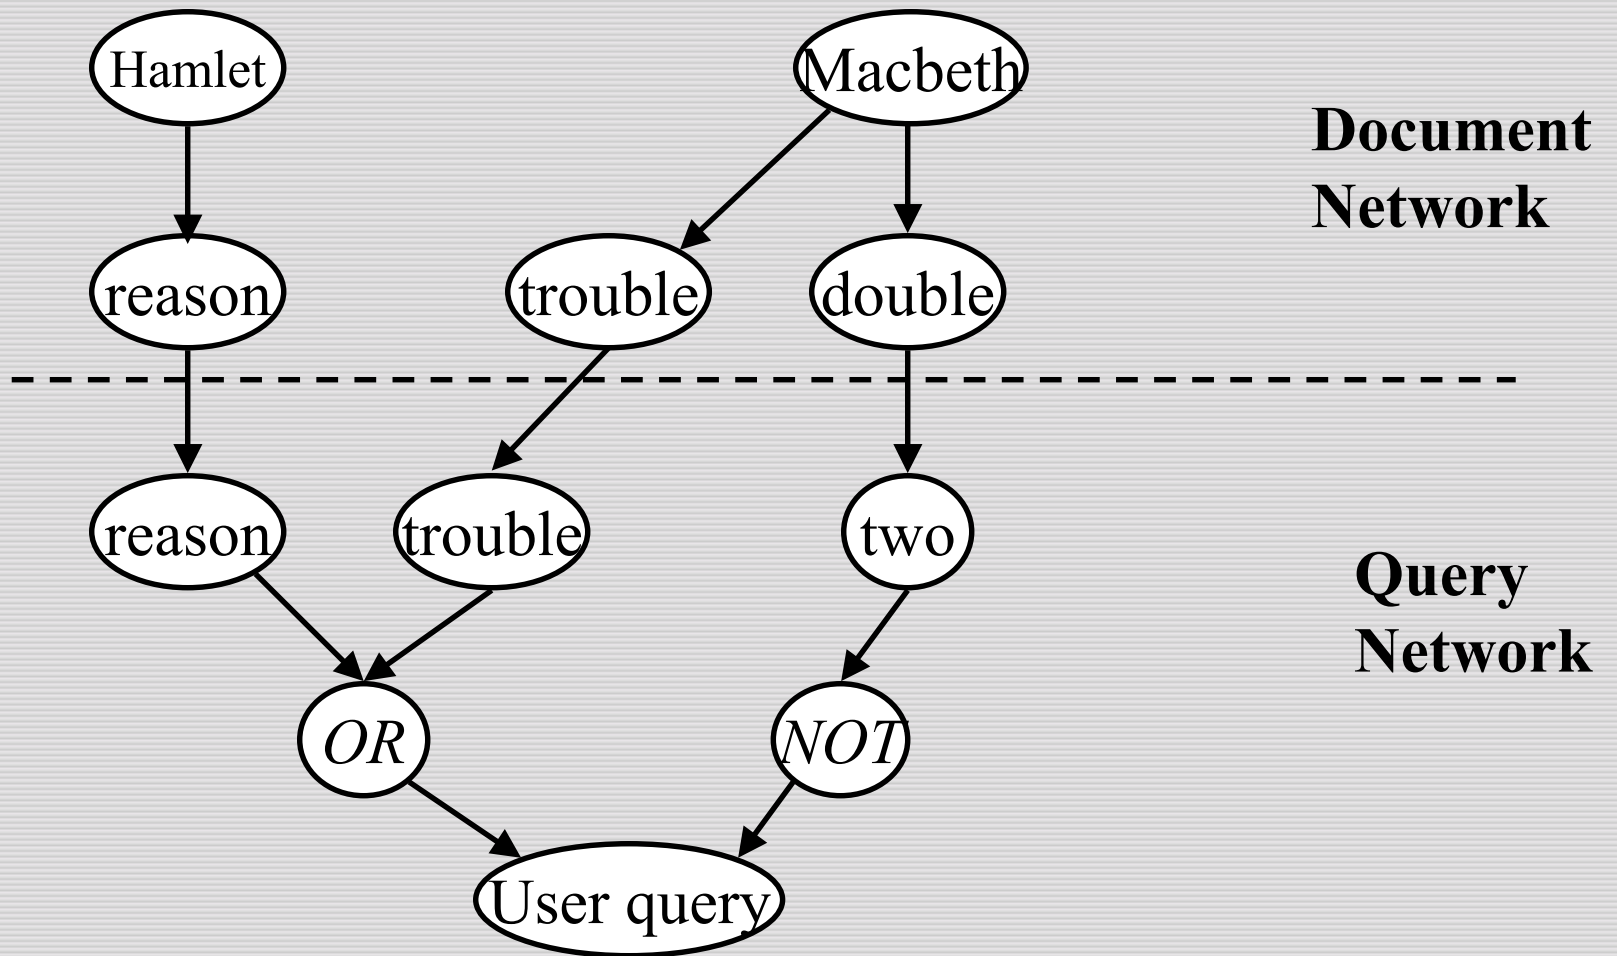 Hamlet
Macbeth
Document
Network
reason
trouble
double
reason
trouble
two
Query
Network
OR
NOT
User query